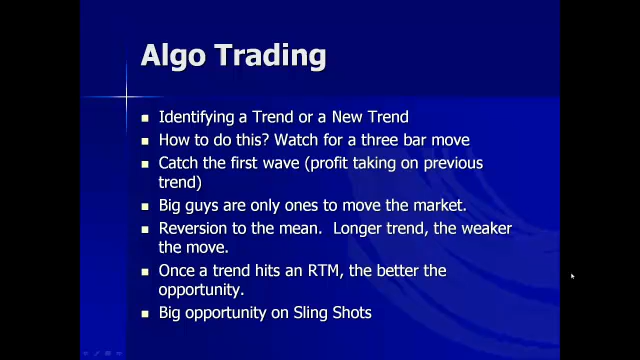 Algo Trading
Identifying a Trend or a New Trend
How to do this? Watch for a three bar move
Catch the first wave (profit taking on previous
trend)
Big guys are only ones to move the market.
Reversion to the mean.  Longer trend, the weaker
the move.
Once a trend hits an RTM, the better the
opportunity.
Big opportunity on Sling Shots